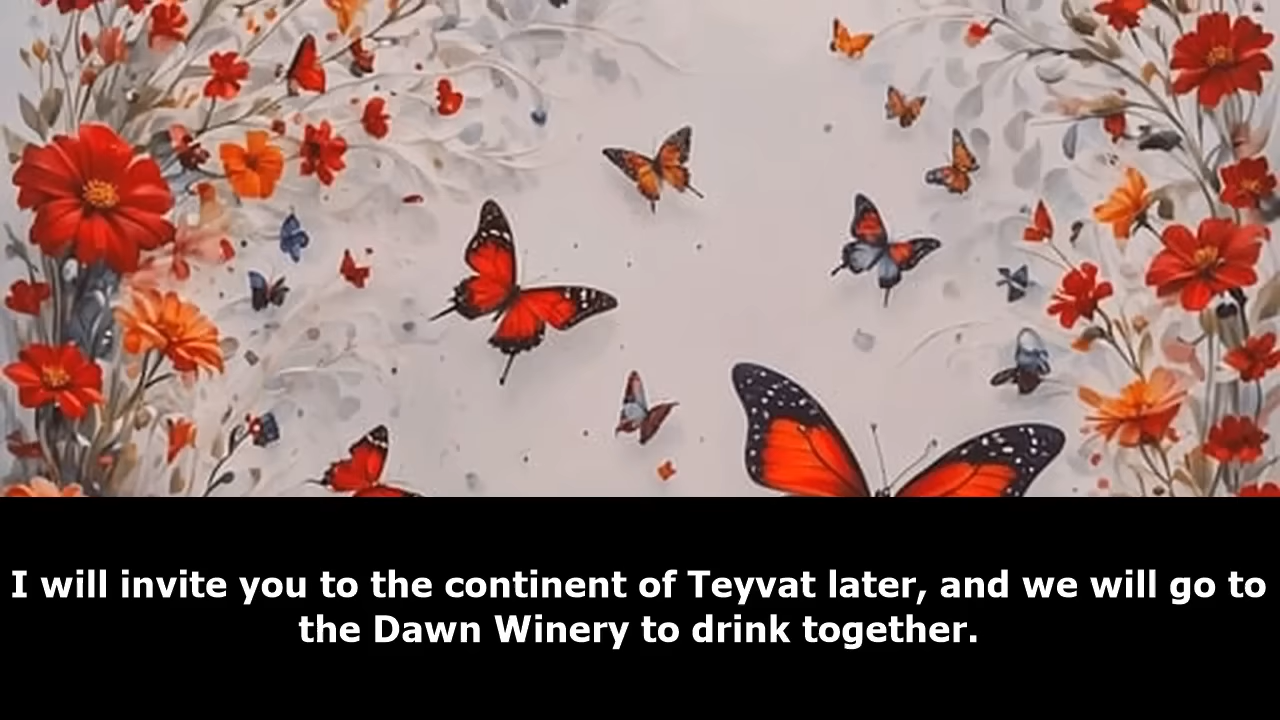 I will invite you to the continent of Teyvat later, and we will go to
the Dawn Winery to drink together.